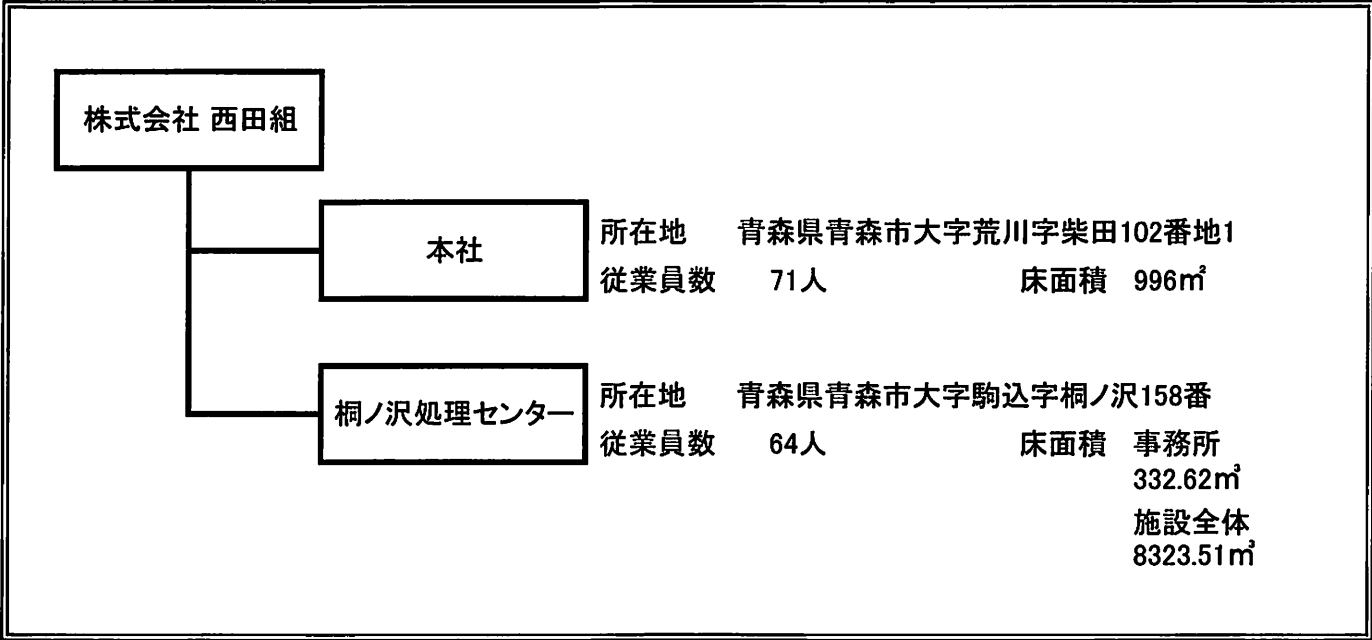 株式会社 西田組
本社
所在地 青森県青森市大字荒川字柴田102番地1
従業員数 71人 床面積 996㎡
桐ノ沢処理センター
所在地 青森県青森市大字駒込字桐ノ沢158番
従業員数 64人 床面積 事務所
332.62㎥
施設全体
8323.51㎥